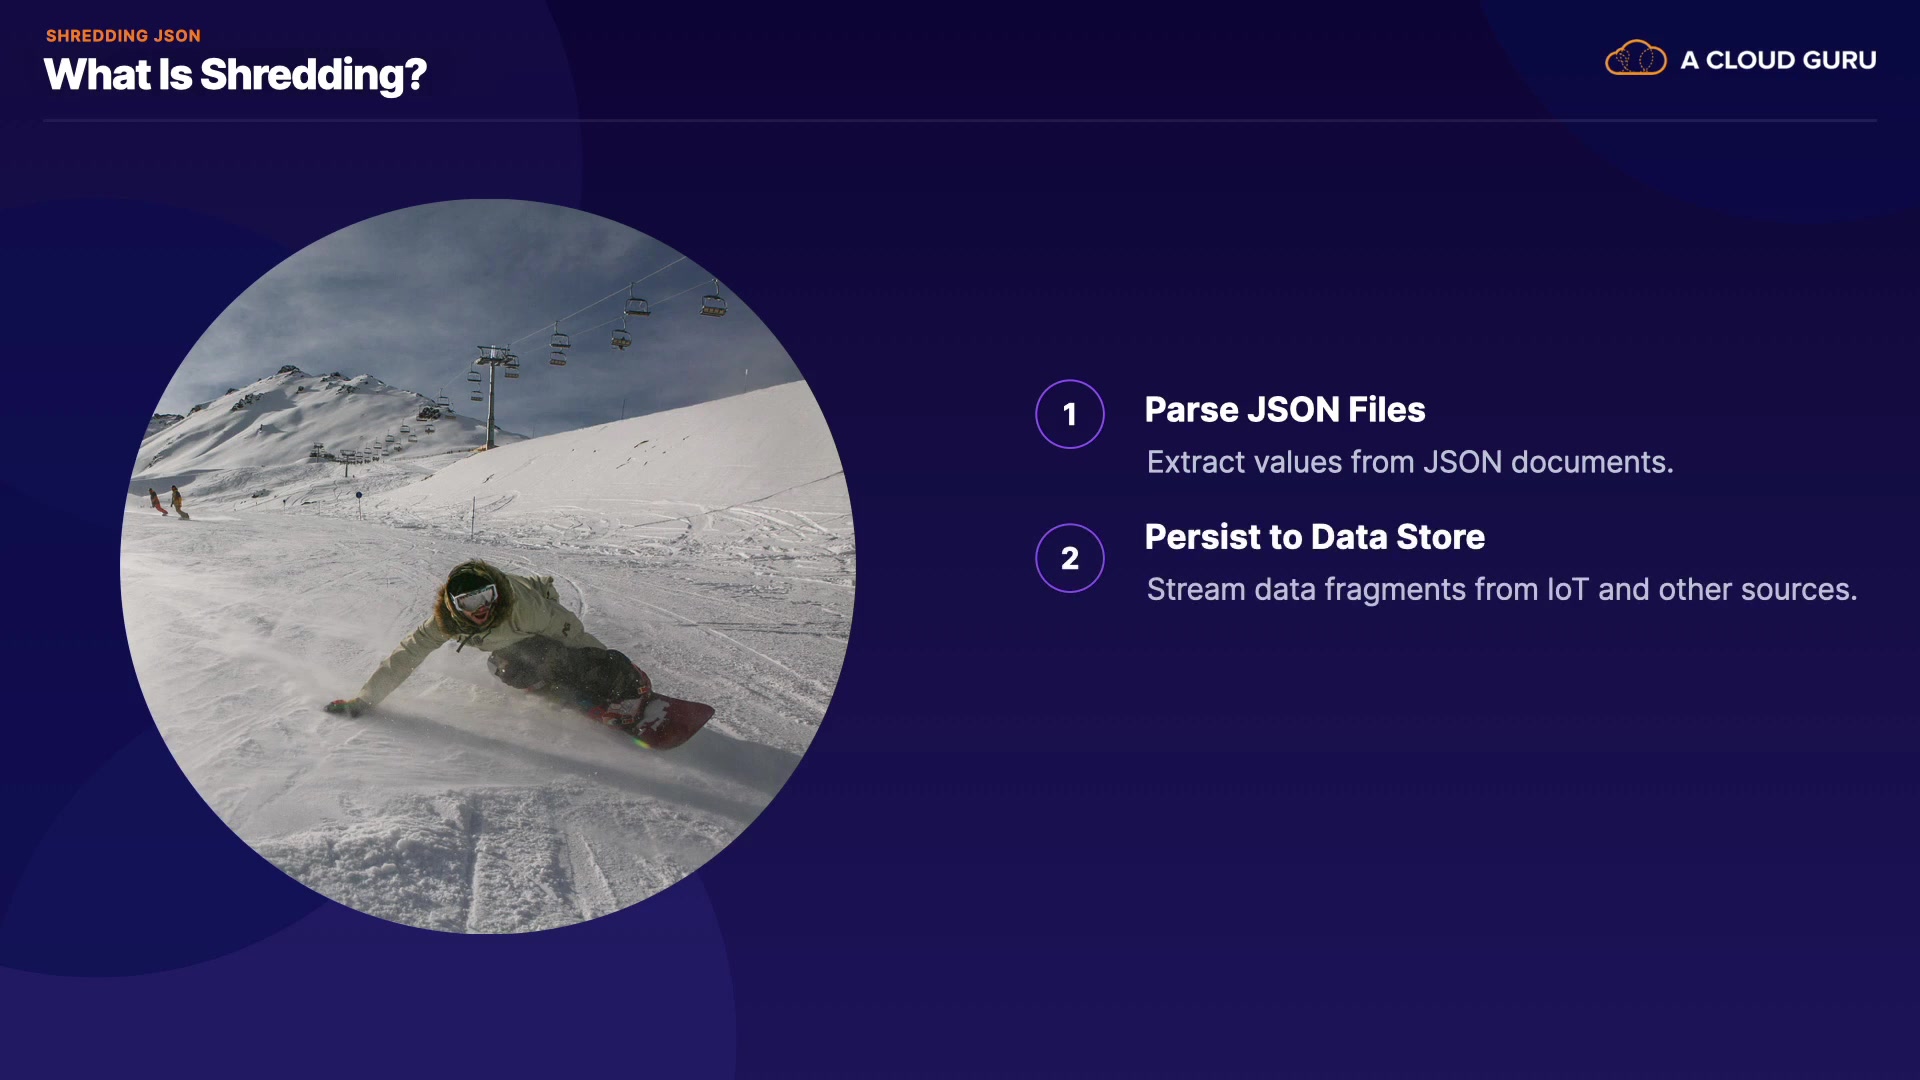 SHREDDING JSON
What Is Shredding?
A CLOUD GURU
1
Parse JSON Files
Extract values from JSON documents.
2
Persist to Data Store
Stream data fragments from IoT and other sources.